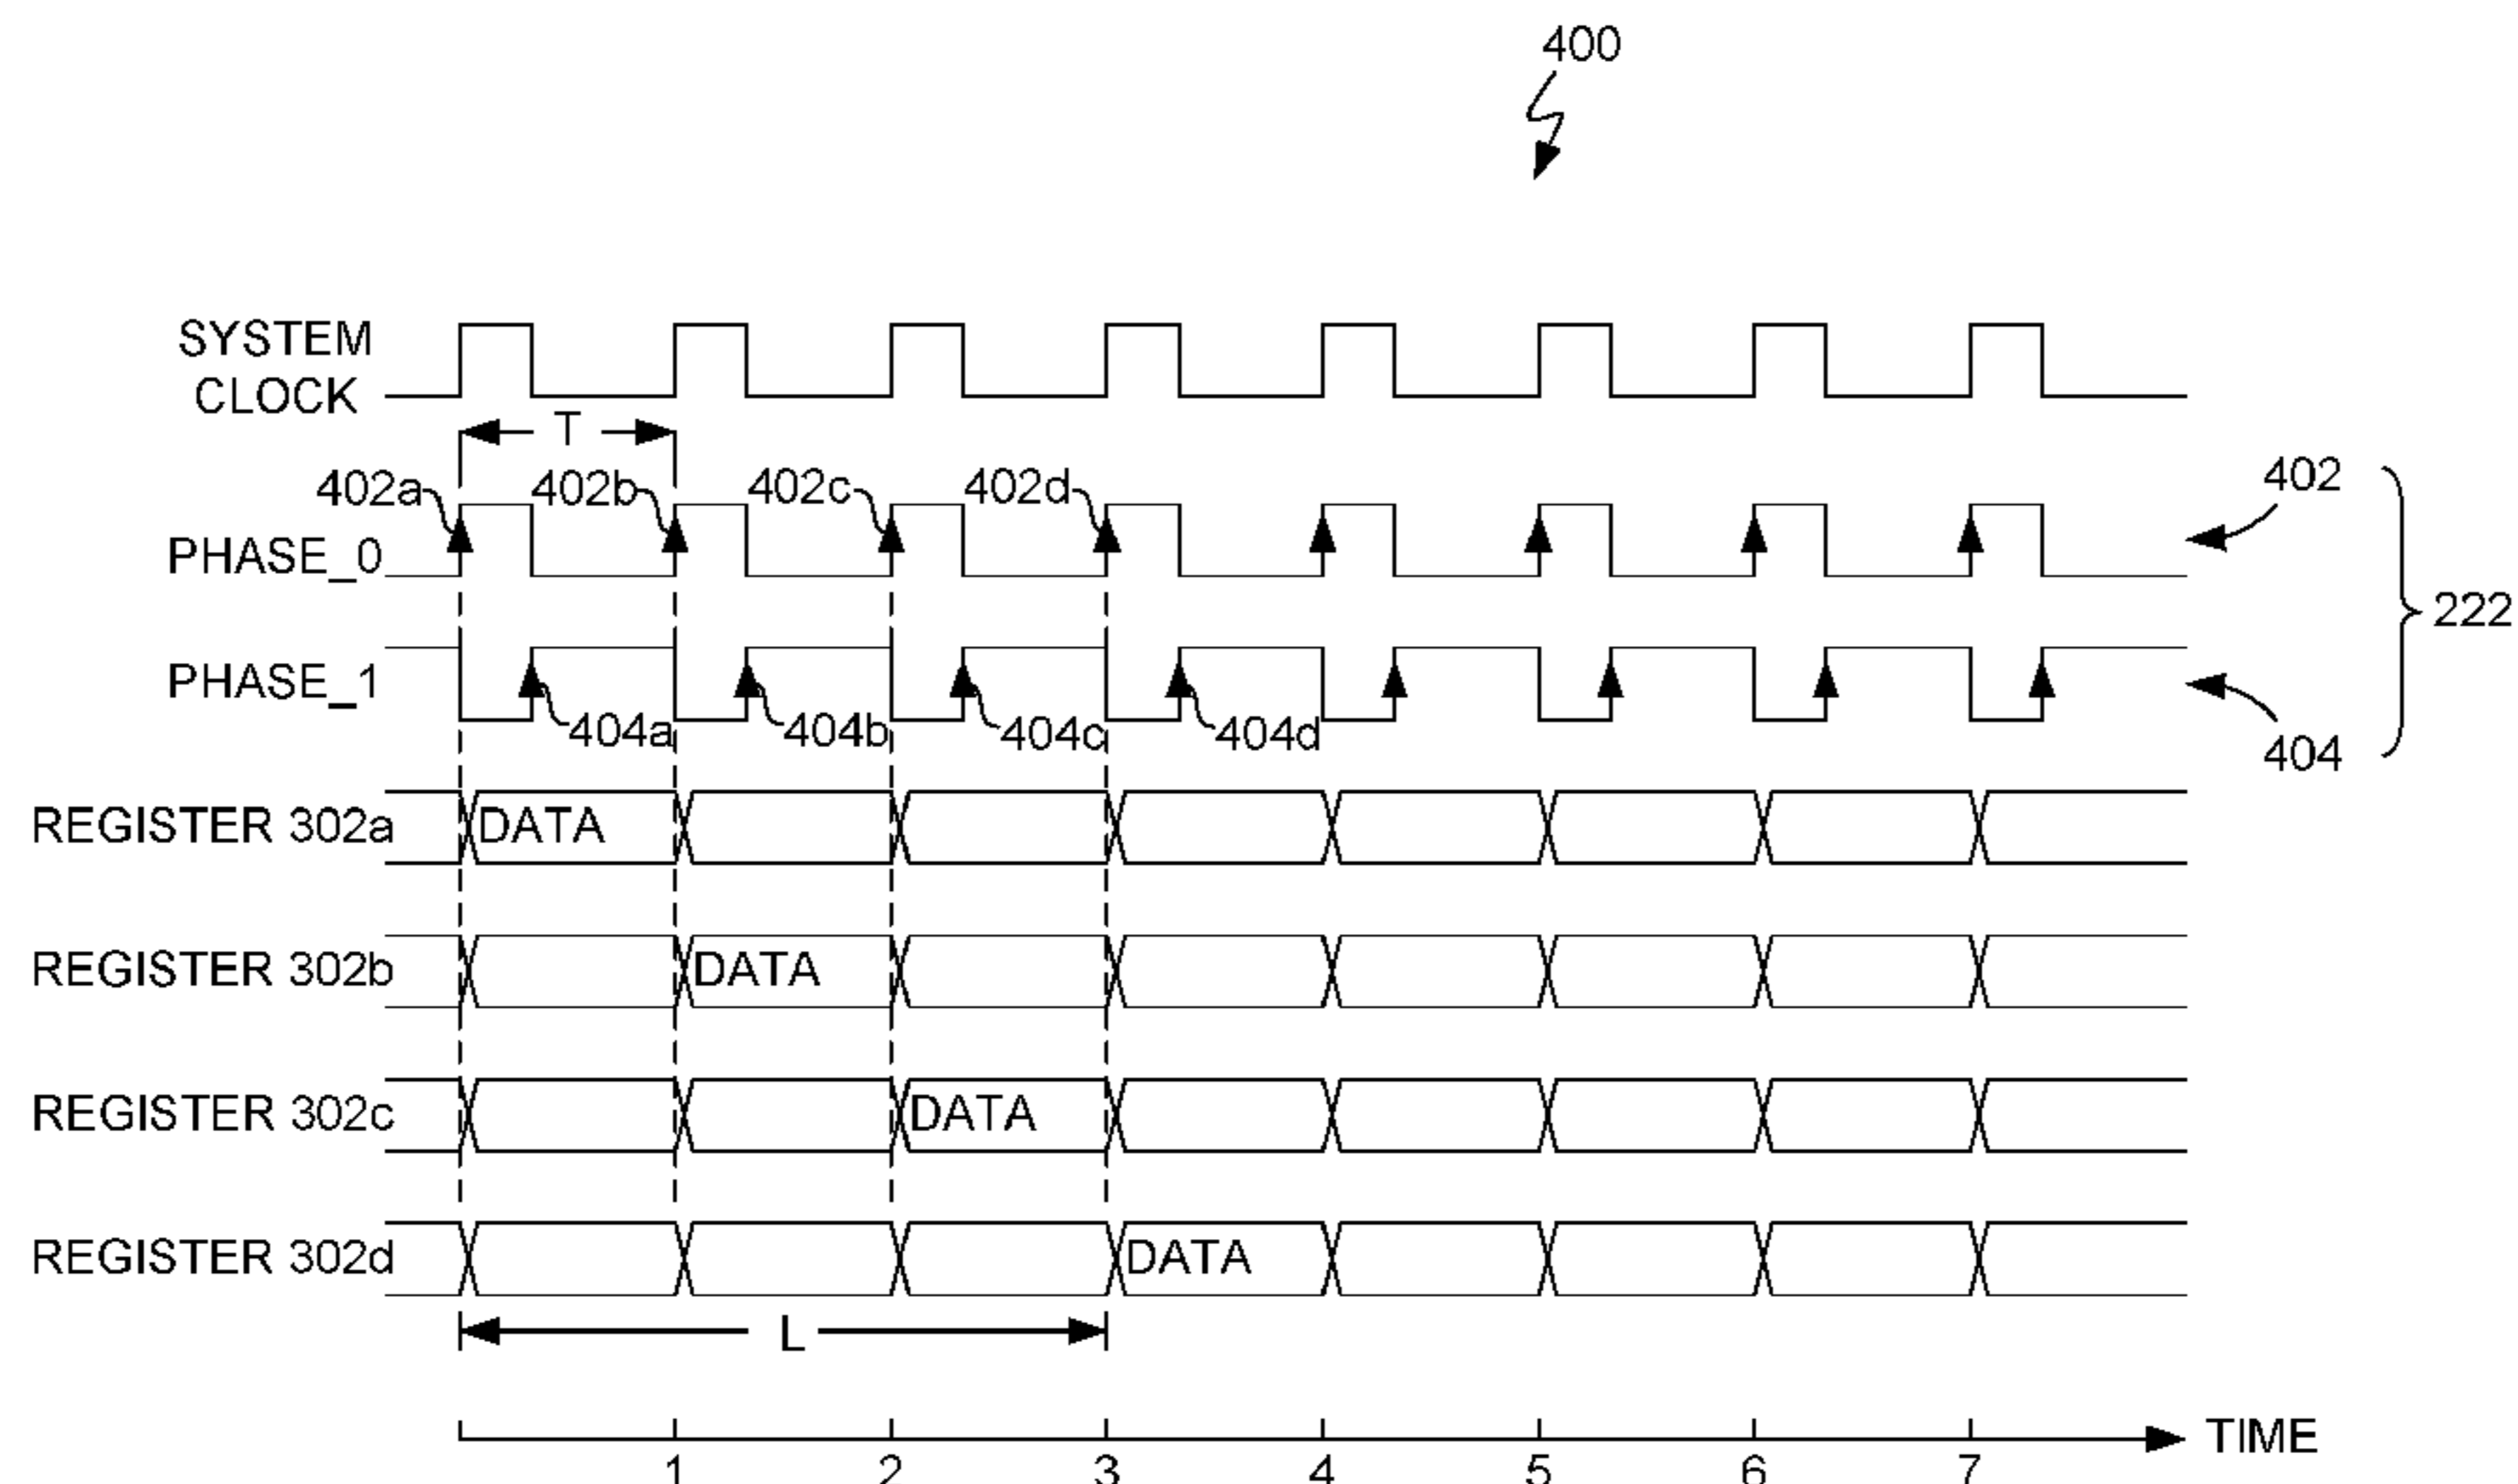 400
SYSTEM
CLOCK
T
402a 402b 402c 402d
402
PHASE_0
222
PHASE_1
404a 404b 404c 404d
404
REGISTER 302a DATA
REGISTER 302b DATA
REGISTER 302c DATA
REGISTER 302d DATA
L
TIME
1 2 3 4 5 6 7